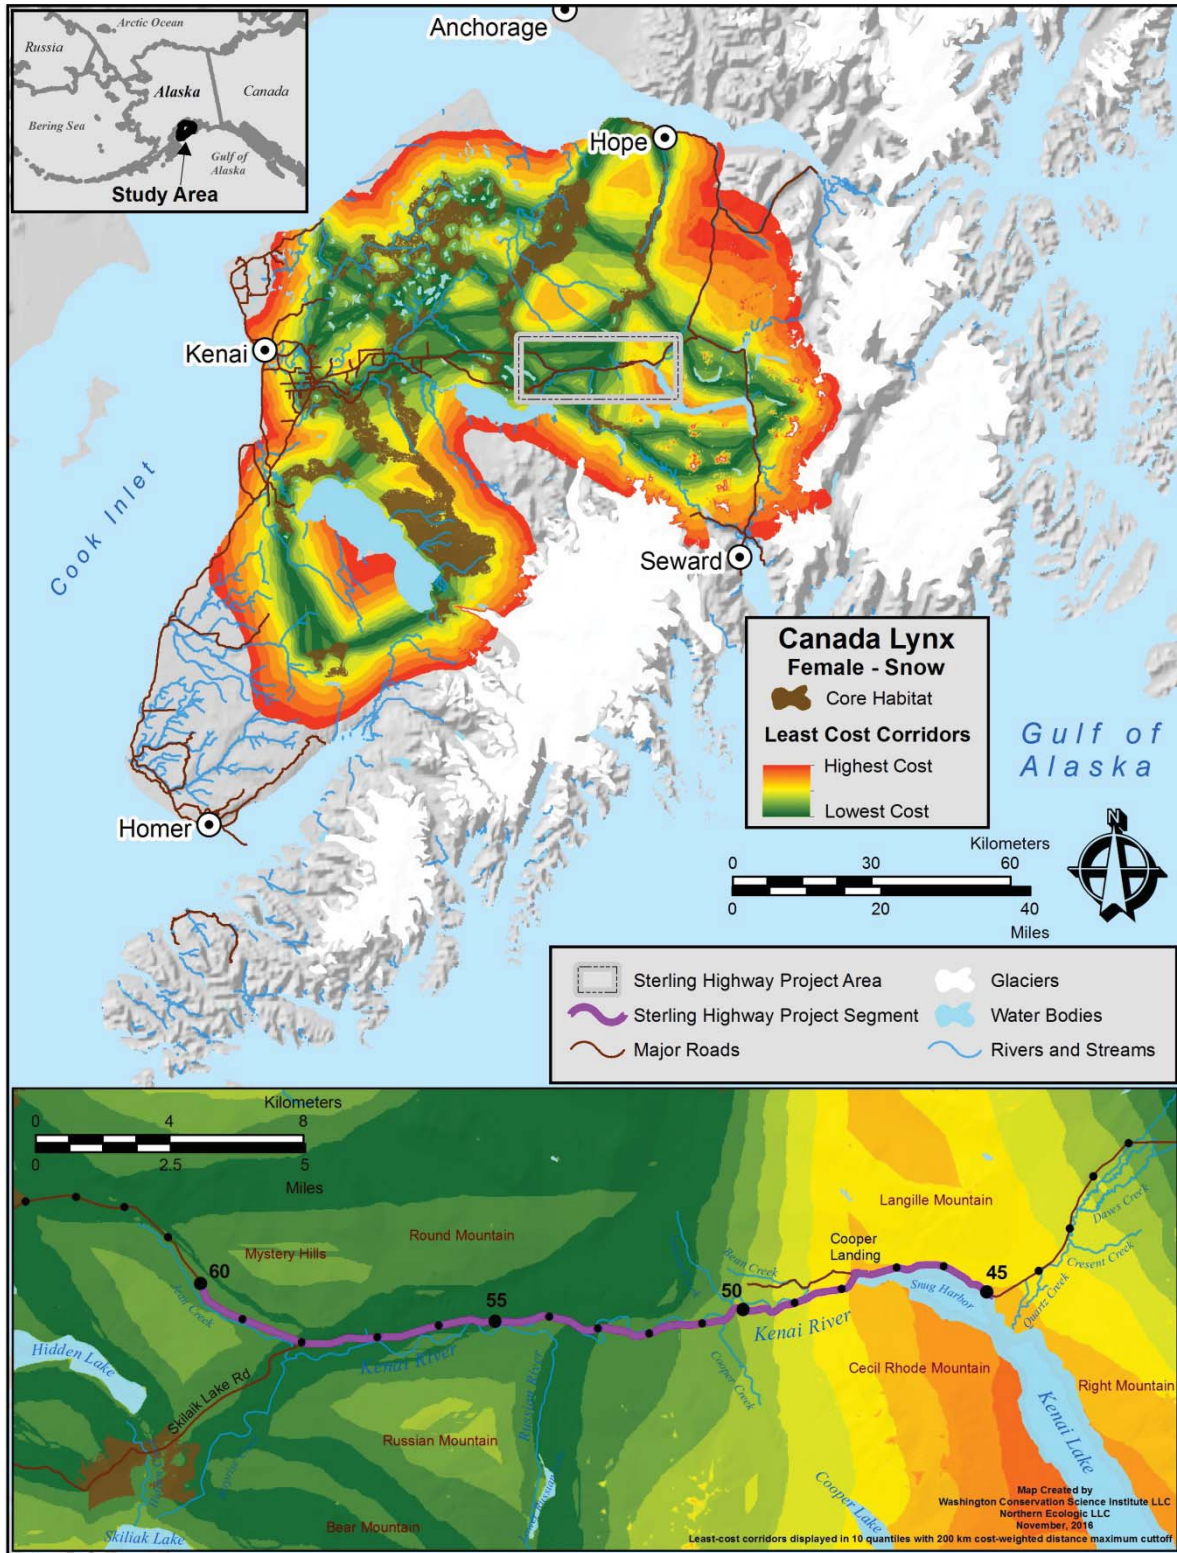 Arctic Ocean
Russia
Alaska
Canada
Bering Sea
Gulf of
Alaska
Study Area
Anchorage
Hope
Kenai
Cook Inlet
Seward
Homer
Gulf of
Alaska
Canada Lynx
Female - Snow
Core Habitat
Least Cost Corridors
Highest Cost
Lowest Cost
Kilometers
0 30 60
0 20 40
Miles
N
Sterling Highway Project Area
Glaciers
Sterling Highway Project Segment
Water Bodies
Major Roads
Rivers and Streams
Kilometers
0 4 8
0 2.5 5
Miles
Langille Mountain
Daves Creek
Round Mountain
Mystery Hills
Cooper
Landing
Bean Creek
Cresent Creek
60
Jean Creek
55
50
45
Snug Harbor
Quartz Creek
Kenai River
Kenai River
Hidden Lake
Skilaik Lake Rd
Russian River
Cooper Creek
Cecil Rhode Mountain
Right Mountain
Kenai Lake
Russian Mountain
Cooper Lake
Bear Mountain
Skiliak Lake
Map Created by
Washington Conservation Science Institute LLC
Northern Ecologic LLC
November, 2016
Least-cost corridors displayed in 10 quantiles with 200 km cost-weighted distance maximum cuttoff